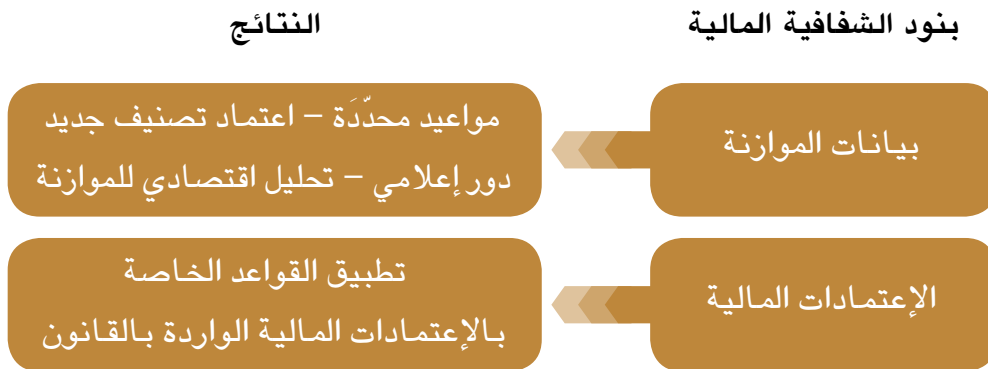 بنود الشفافية المالية
النتائج
بيانات الموازنة
مواعيد محدّدَة – اعتماد تصنيف جديد
دور إعلامي – تحليل اقتصادي للموازنة
الإعتمادات المالية
تطبيق القواعد الخاصة
بالإعتمادات المالية الواردة بالقانون